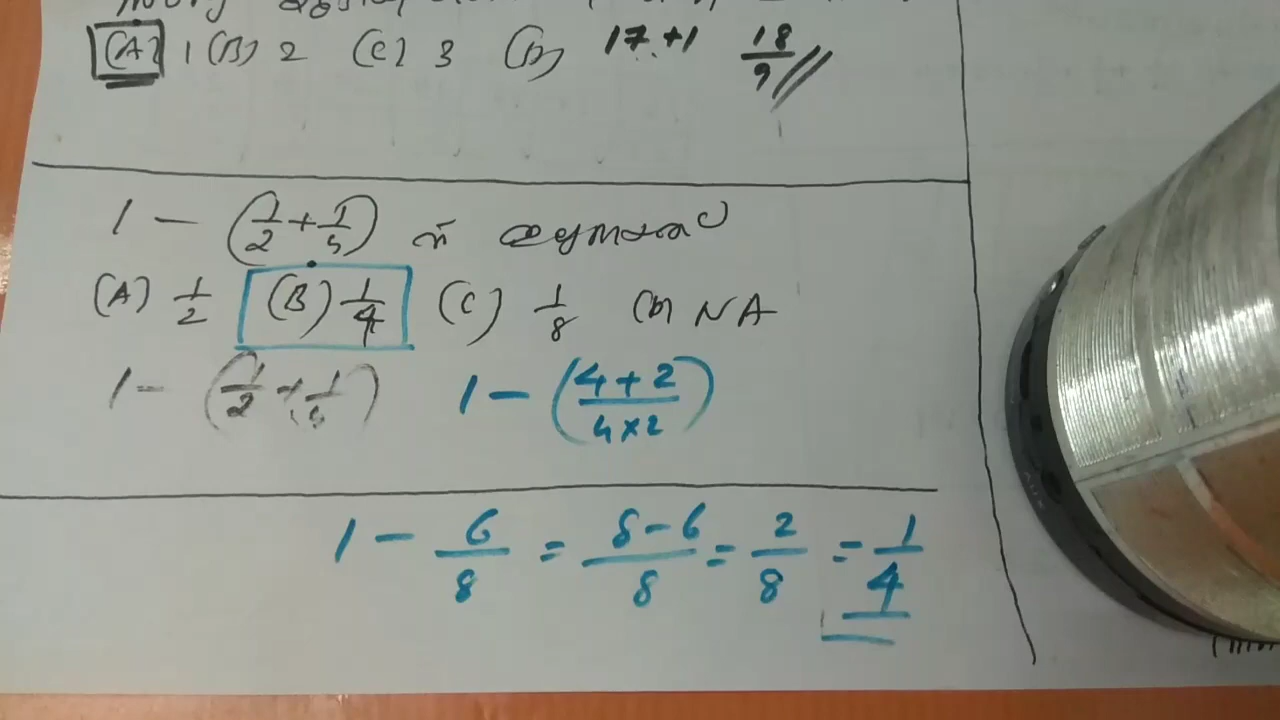 (A) 1 (B) 2 (C) 3 (D) 17+1 18/9
1 - (1/2 + 1/4) ന്
(A) 1/2 (B) 1/4 (C) 1/8 (D) NA
1 - (1/2 + 1/4) 1 - (4+2/4×2)
1 - 6/8 = 8-6/8 = 2/8 = 1/4